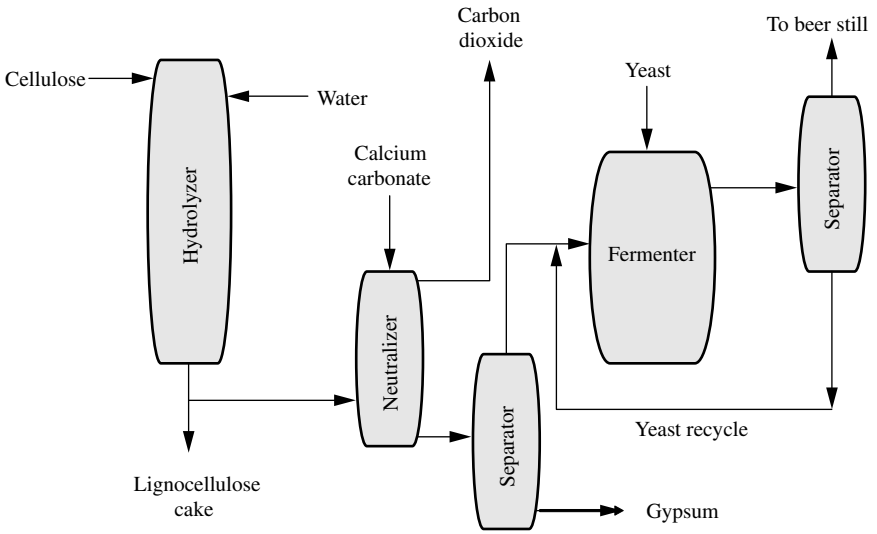 Carbon
dioxide
To beer still
Cellulose
Water
Yeast
Calcium
carbonate
Hydrolyzer
Separator
Fermenter
Neutralizer
Separator
Yeast recycle
Lignocellulose
cake
Gypsum